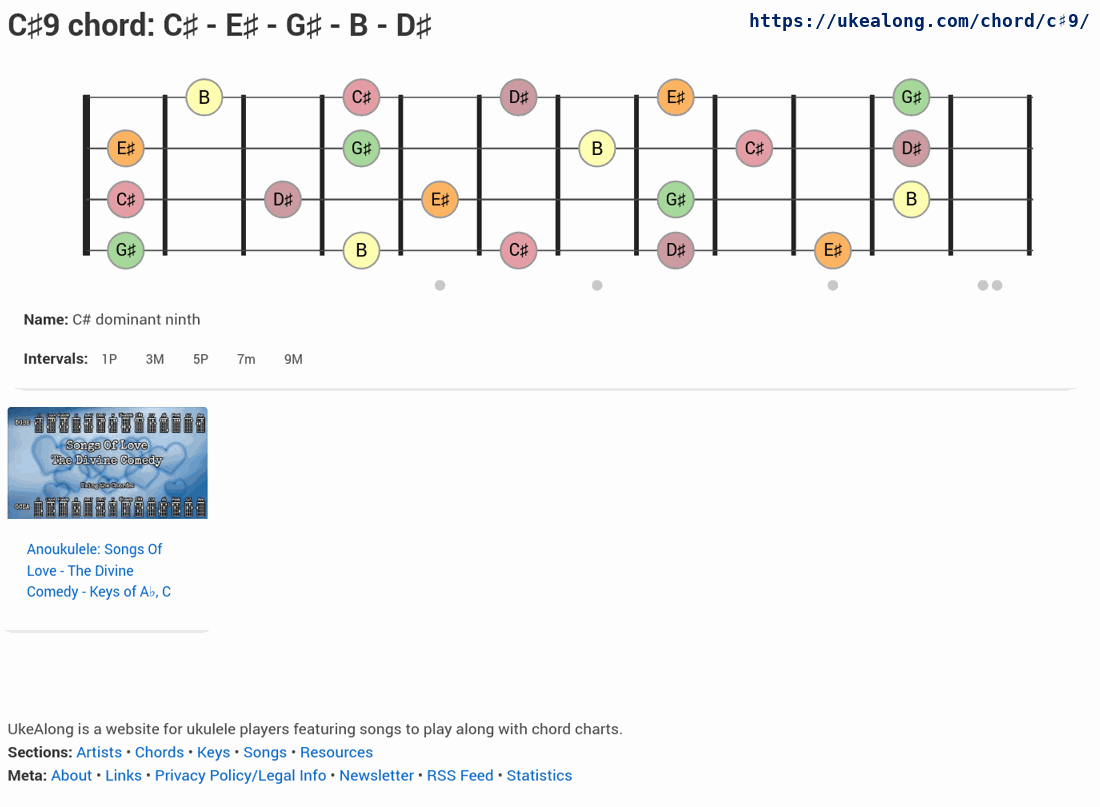 C♯9 chord: C♯ - E♯ - G♯ - B - D♯
https://ukealong.com/chord/c♯9/
B C♯ D♯ E♯ G♯
E♯ G♯ B C♯ D♯
C♯ D♯ E♯ G♯ B
G♯ B C♯ D♯ E♯
Name: C# dominant ninth
Intervals: 1P 3M 5P 7m 9M
Songs Of Love
The Divine Comedy
Anoukulele: Songs Of
Love - The Divine
Comedy - Keys of A♭, C
UkeAlong is a website for ukulele players featuring songs to play along with chord charts.
Sections: Artists • Chords • Keys • Songs • Resources
Meta: About • Links • Privacy Policy/Legal Info • Newsletter • RSS Feed • Statistics